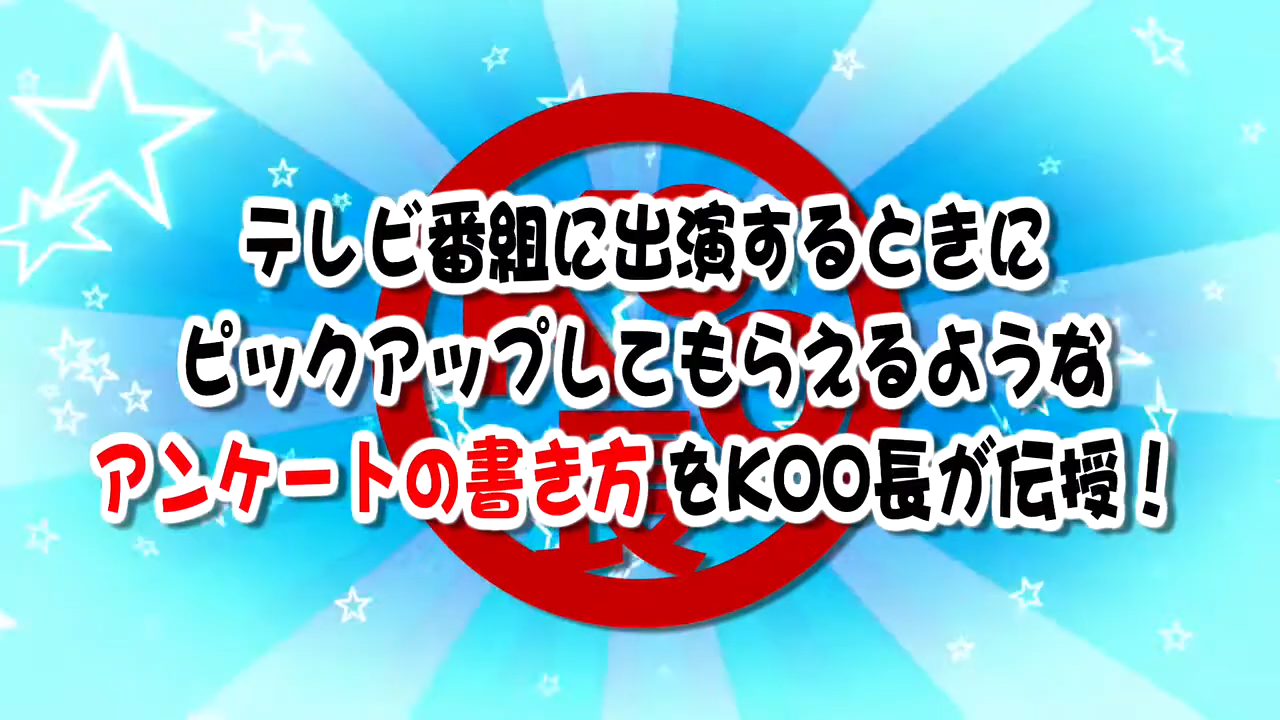 テレビ番組に出演するときに
ピックアップしてもらえるような
アンケートの書き方をKOO長が伝授！